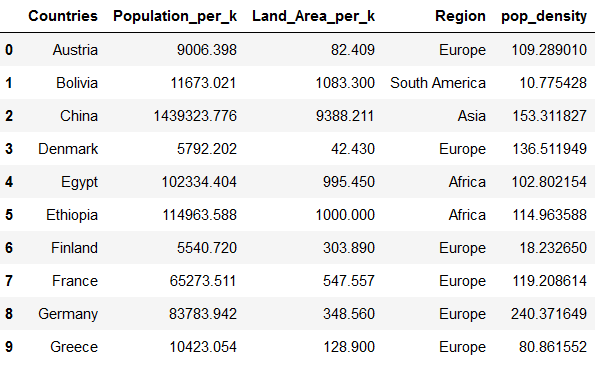 Countries Population_per_k Land_Area_per_k Region pop_density
0 Austria 9006.398 82.409 Europe 109.289010
1 Bolivia 11673.021 1083.300 South America 10.775428
2 China 1439323.776 9388.211 Asia 153.311827
3 Denmark 5792.202 42.430 Europe 136.511949
4 Egypt 102334.404 995.450 Africa 102.802154
5 Ethiopia 114963.588 1000.000 Africa 114.963588
6 Finland 5540.720 303.890 Europe 18.232650
7 France 65273.511 547.557 Europe 119.208614
8 Germany 83783.942 348.560 Europe 240.371649
9 Greece 10423.054 128.900 Europe 80.861552